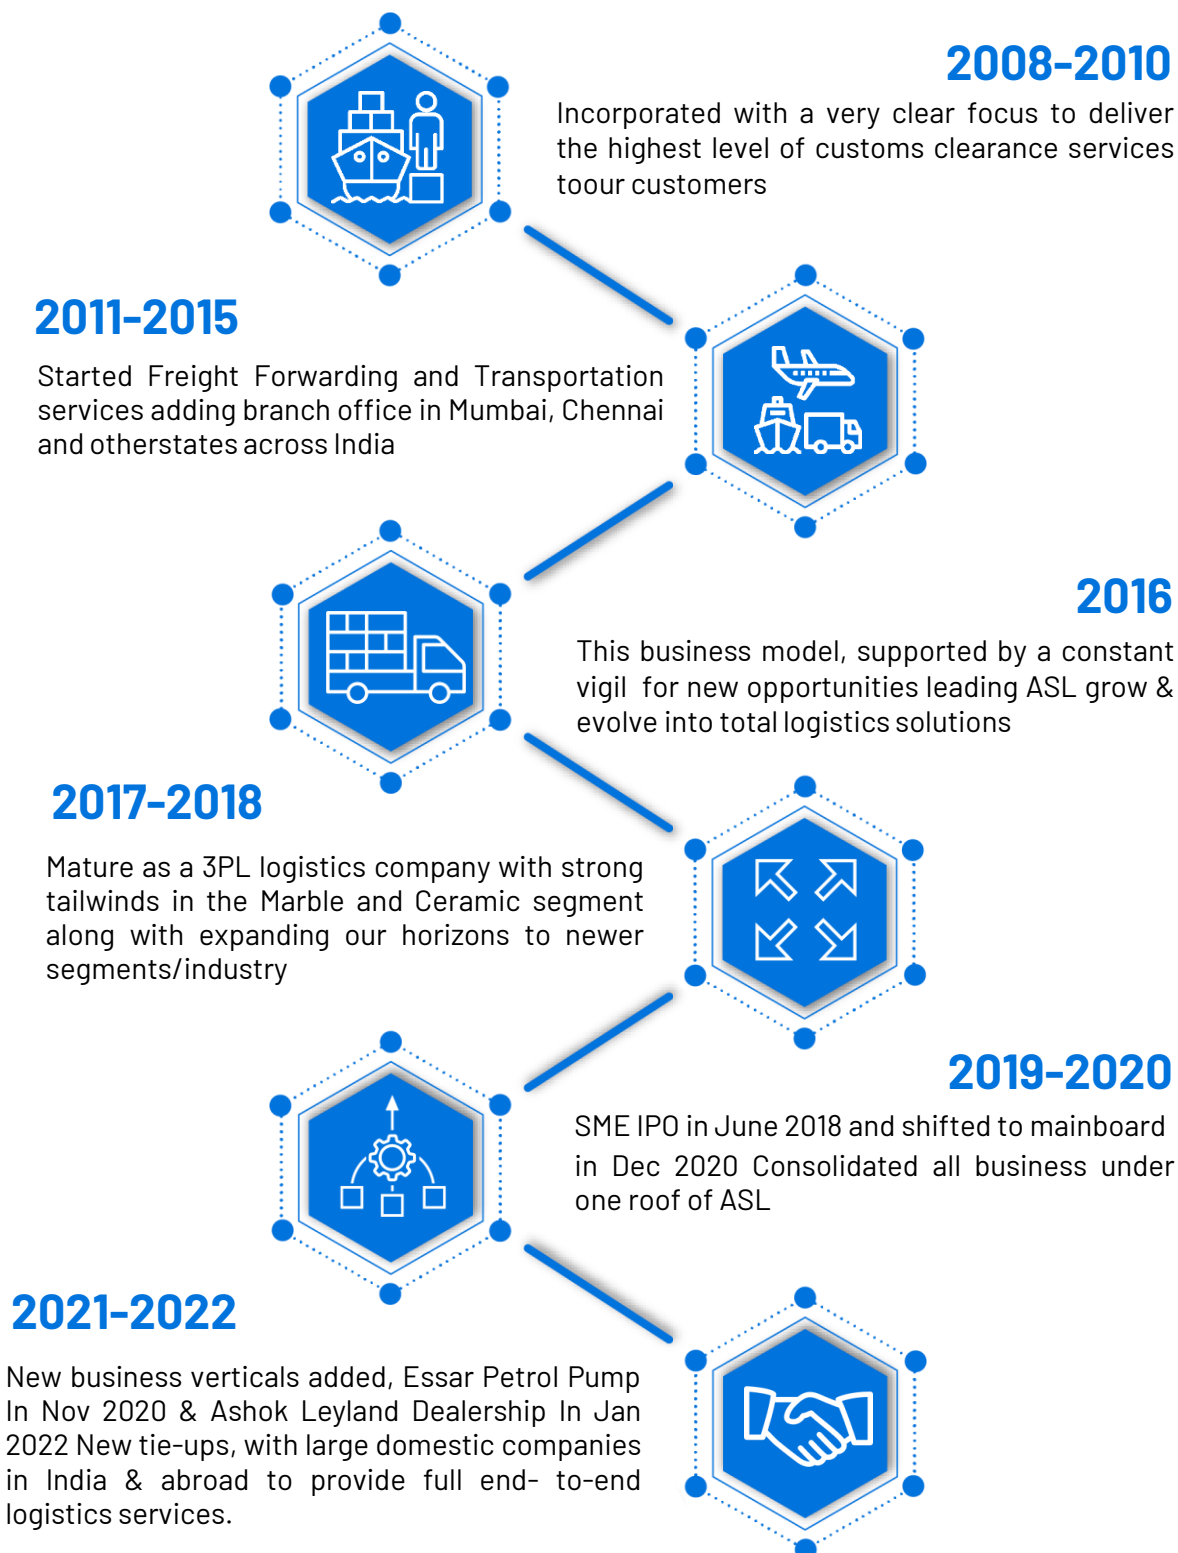 2008-2010
Incorporated with a very clear focus to deliver
the highest level of customs clearance services
toour customers
2011-2015
Started Freight Forwarding and Transportation
services adding branch office in Mumbai, Chennai
and otherstates across India
2016
This business model, supported by a constant
vigil for new opportunities leading ASL grow &
evolve into total logistics solutions
2017-2018
Mature as a 3PL logistics company with strong
tailwinds in the Marble and Ceramic segment
along with expanding our horizons to newer
segments/industry
2019-2020
SME IPO in June 2018 and shifted to mainboard
in Dec 2020 Consolidated all business under
one roof of ASL
2021-2022
New business verticals added, Essar Petrol Pump
In Nov 2020 & Ashok Leyland Dealership In Jan
2022 New tie-ups, with large domestic companies
in India & abroad to provide full end- to-end
logistics services.